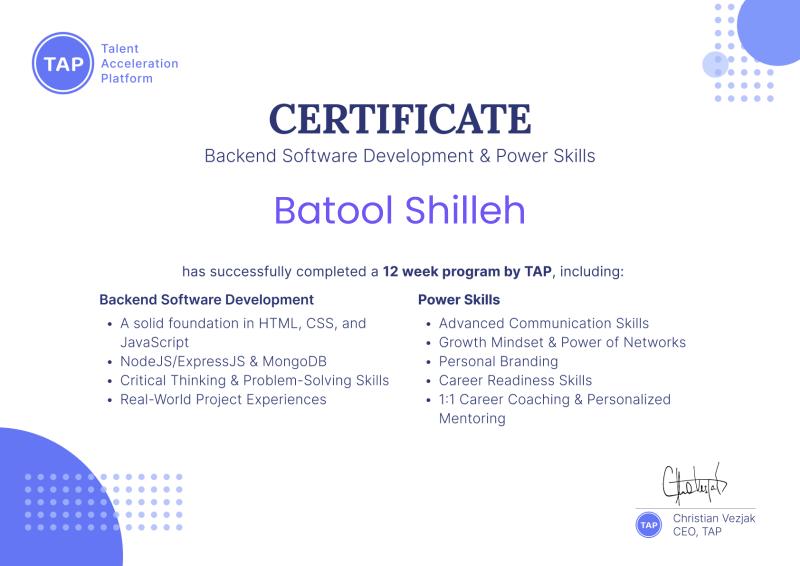 TAP
Talent
Acceleration
Platform
CERTIFICATE
Backend Software Development & Power Skills
Batool Shilleh
has successfully completed a 12 week program by TAP, including:
Backend Software Development
• A solid foundation in HTML, CSS, and
JavaScript
• NodeJS/ExpressJS & MongoDB
• Critical Thinking & Problem-Solving Skills
• Real-World Project Experiences
Power Skills
• Advanced Communication Skills
• Growth Mindset & Power of Networks
• Personal Branding
• Career Readiness Skills
• 1:1 Career Coaching & Personalized
Mentoring
TAP
Christian Vezjak
CEO, TAP